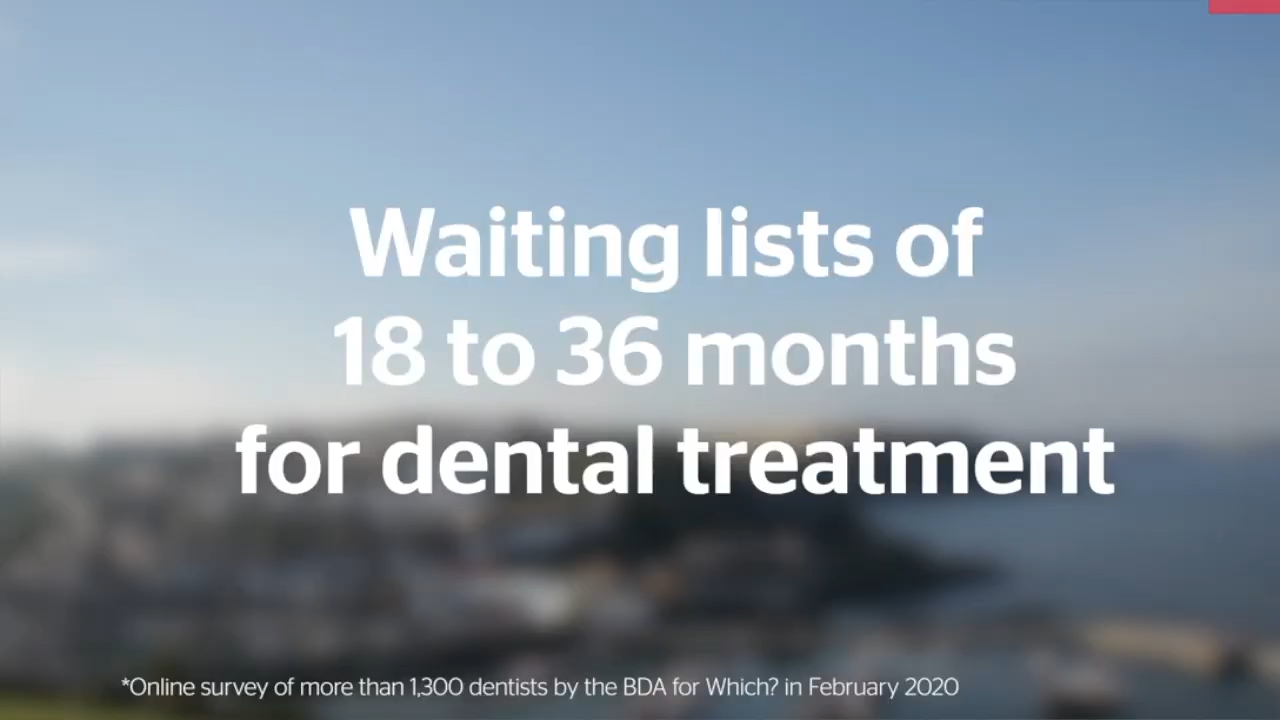 Waiting lists of
18 to 36 months
for dental treatment
*Online survey of more than 1,300 dentists by the BDA for Which? in February 2020